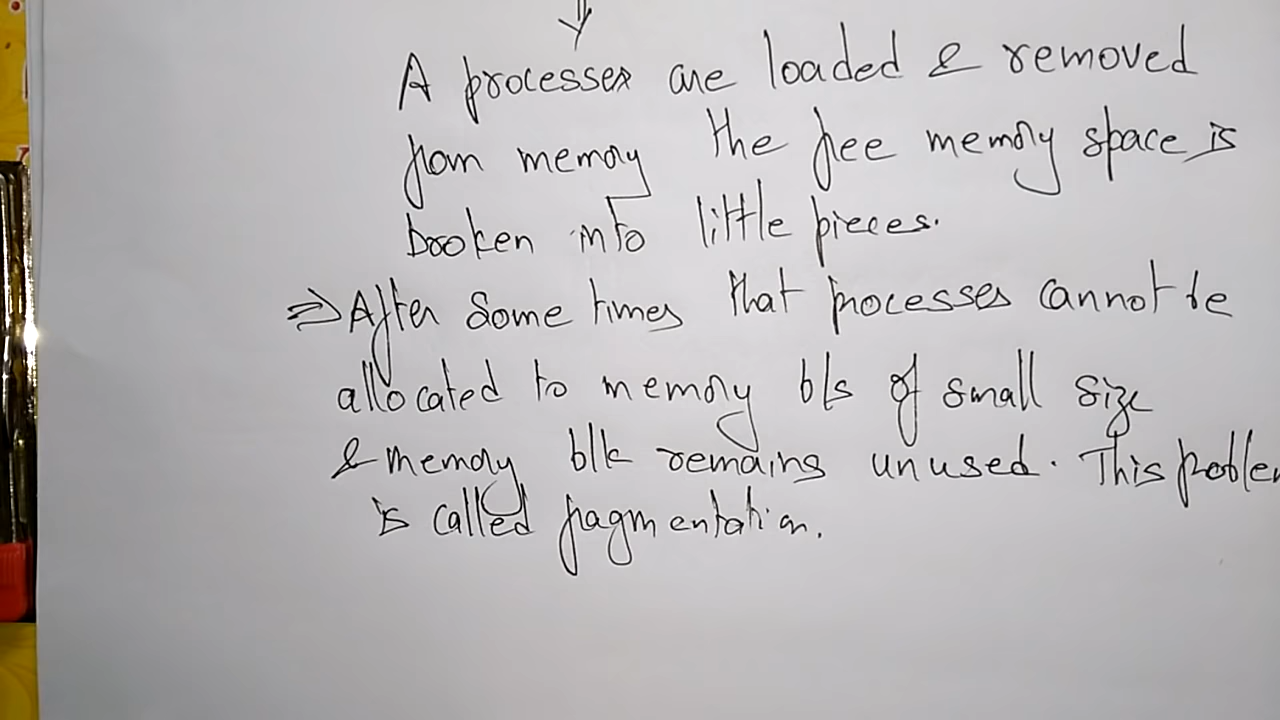 A processes are loaded & removed
from memory the free memory space is
broken into little pieces.
⇒ After Some times that processes cannot be
allocated to memory bls of small size
& memory blk remains unused. This problem
is called fragmentation.